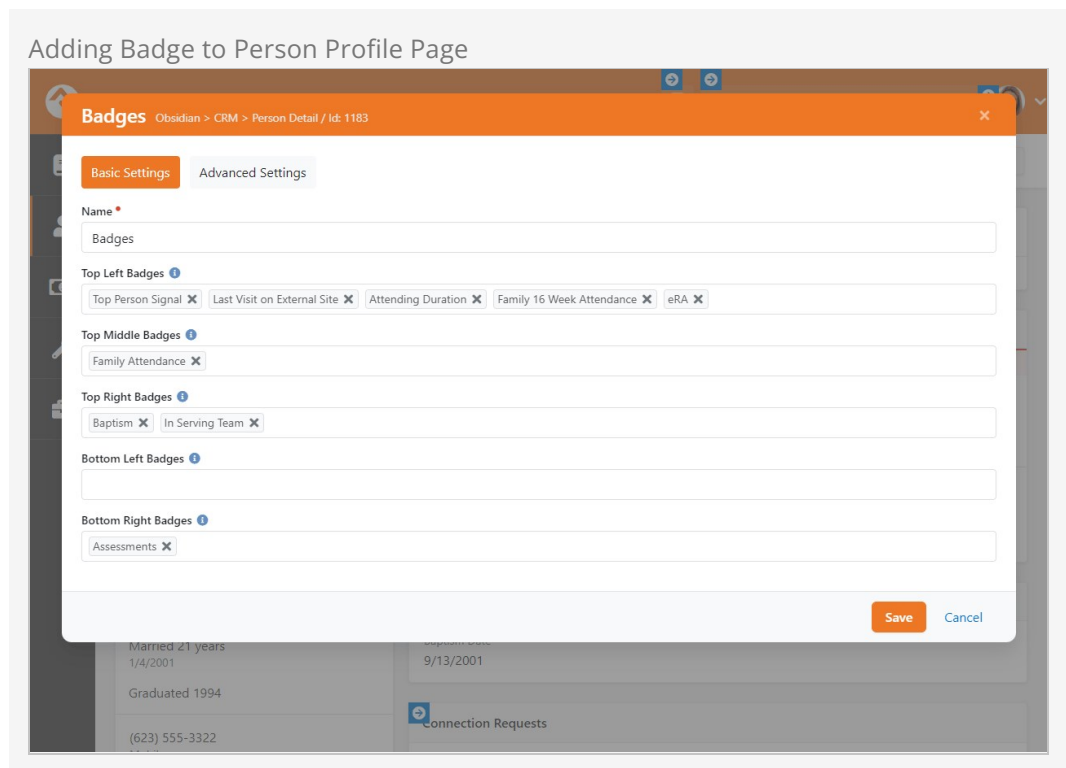 Adding Badge to Person Profile Page
Badges Obsidian > CRM > Person Detail / Id: 1183
Basic Settings Advanced Settings
Name
Badges
Top Left Badges
Top Person Signal Last Visit on External Site Attending Duration Family 16 Week Attendance eRA
Top Middle Badges
Family Attendance
Top Right Badges
Baptism In Serving Team
Bottom Left Badges
Bottom Right Badges
Assessments
Save Cancel
Married 21 years
1/4/2001
9/13/2001
Graduated 1994
Connection Requests
(623) 555-3322